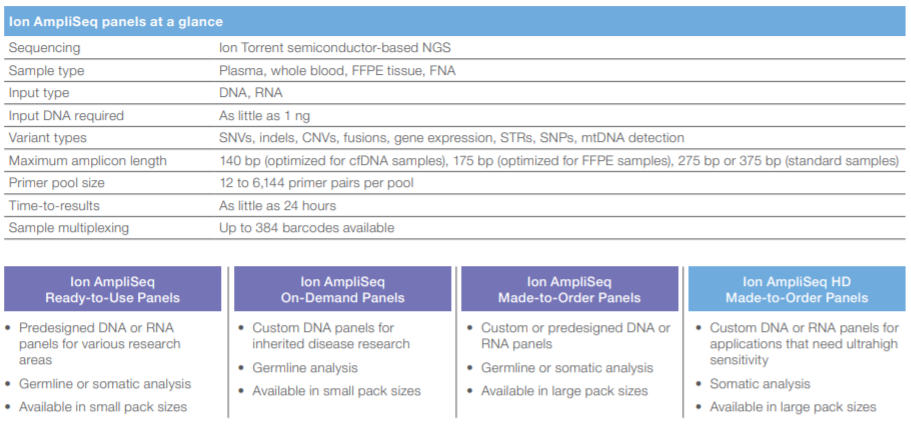 Ion AmpliSeq panels at a glance
Sequencing Ion Torrent semiconductor-based NGS
Sample type Plasma, whole blood, FFPE tissue, FNA
Input type DNA, RNA
Input DNA required As little as 1 ng
Variant types SNVs, indels, CNVs, fusions, gene expression, STRs, SNPs, mtDNA detection
Maximum amplicon length 140 bp (optimized for cfDNA samples), 175 bp (optimized for FFPE samples), 275 bp or 375 bp (standard samples)
Primer pool size 12 to 6,144 primer pairs per pool
Time-to-results As little as 24 hours
Sample multiplexing Up to 384 barcodes available
Ion AmpliSeq
Ready-to-Use Panels
• Predesigned DNA or RNA
panels for various research
areas
• Germline or somatic analysis
• Available in small pack sizes
Ion AmpliSeq
On-Demand Panels
• Custom DNA panels for
inherited disease research
• Germline analysis
• Available in small pack sizes
Ion AmpliSeq
Made-to-Order Panels
• Custom or predesigned DNA or
RNA panels
• Germline or somatic analysis
• Available in large pack sizes
Ion AmpliSeq HD
Made-to-Order Panels
• Custom DNA or RNA panels for
applications that need ultrahigh
sensitivity
• Somatic analysis
• Available in large pack sizes